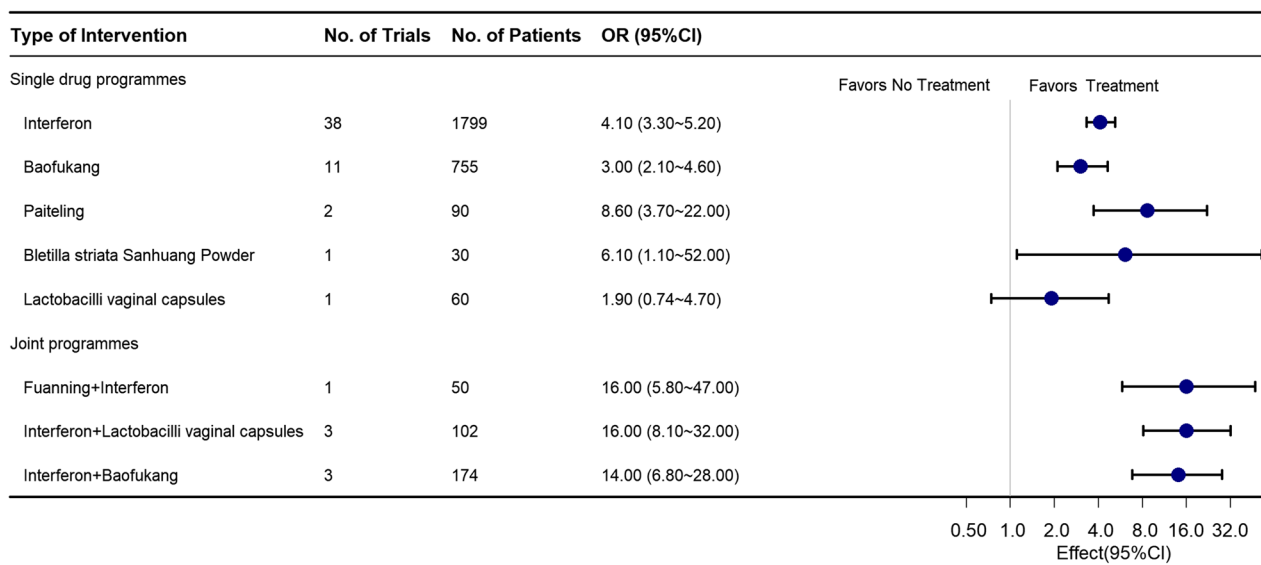 Type of Intervention No. of Trials No. of Patients OR (95%CI)
Single drug programmes
Favors No Treatment Favors Treatment
Interferon 38 1799 4.10 (3.30~5.20)
Baofukang 11 755 3.00 (2.10~4.60)
Paiteling 2 90 8.60 (3.70~22.00)
Bletilla striata Sanhuang Powder 1 30 6.10 (1.10~52.00)
Lactobacilli vaginal capsules 1 60 1.90 (0.74~4.70)
Joint programmes
Fuanning+Interferon 1 50 16.00 (5.80~47.00)
Interferon+Lactobacilli vaginal capsules 3 102 16.00 (8.10~32.00)
Interferon+Baofukang 3 174 14.00 (6.80~28.00)
0.50 1.0 2.0 4.0 8.0 16.0 32.0
Effect(95%CI)